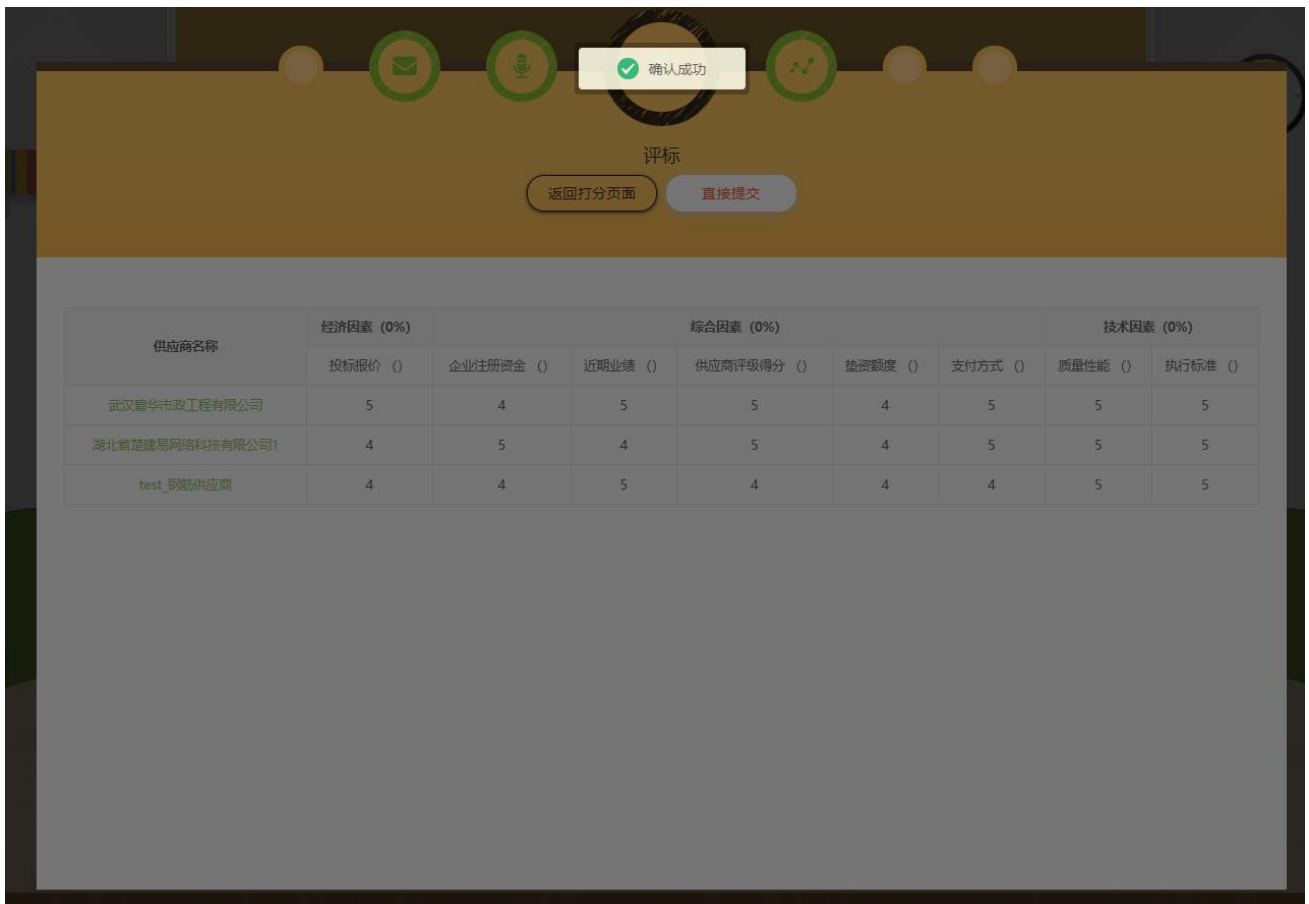 确认成功
评标
返回打分页面 直接提交
供应商名称 经济因素 (0%) 综合因素 (0%) 技术因素 (0%)
投标报价 () 企业注册资金 () 近期业绩 () 供应商评级得分 () 垫资额度 () 支付方式 () 质量性能 () 执行标准 ()
武汉碧华市政工程有限公司 5 4 5 5 4 5 5 5
湖北省楚建易网络科技有限公司1 4 5 4 5 4 5 5 5
test_钢筋供应商 4 4 5 4 4 4 5 5